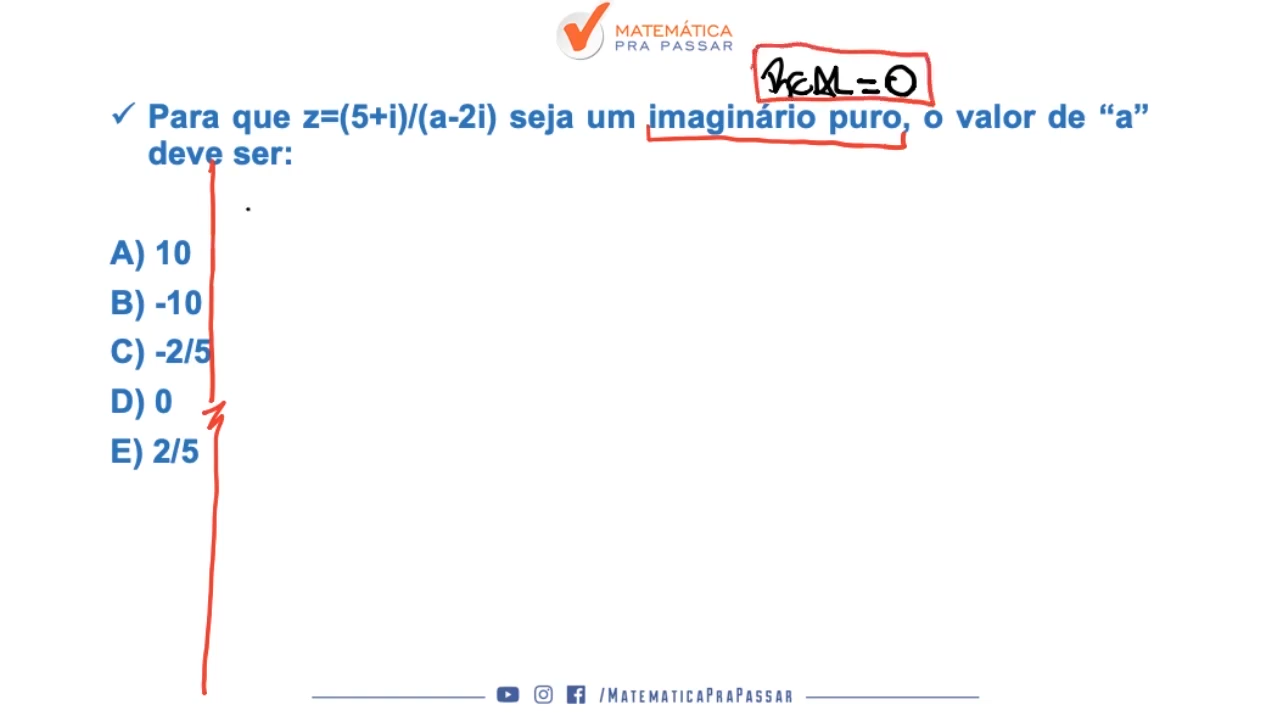 MATEMÁTICA
PRA PASSAR
REAL=0
✓ Para que z=(5+i)/(a-2i) seja um imaginário puro, o valor de “a”
deve ser:
A) 10
B) -10
C) -2/5
D) 0
E) 2/5
/MATEMATICAPRAPASSAR